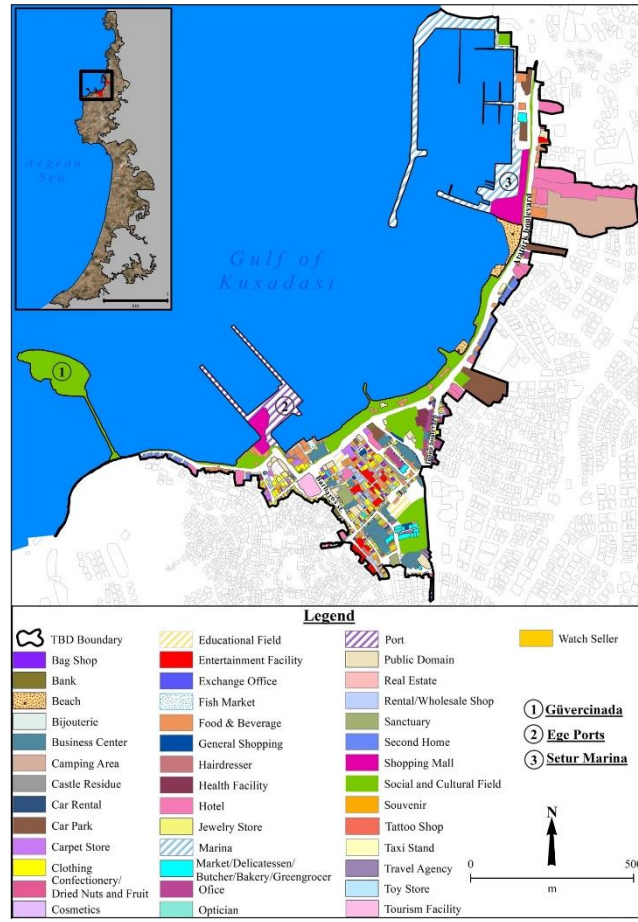 Aegean
Sea
Gulf of
Kusadasi
1
2
3
Legend
TBD Boundary
Bag Shop
Bank
Beach
Bijouterie
Business Center
Camping Area
Castle Residue
Car Rental
Car Park
Carpet Store
Clothing
Confectionery/
Dried Nuts and Fruit
Cosmetics
Educational Field
Entertainment Facility
Exchange Office
Fish Market
Food & Beverage
General Shopping
Hairdresser
Health Facility
Hotel
Jewelry Store
Marina
Market/Delicatessen/
Butcher/Bakery/Greengrocer
Ofice
Optician
Port
Public Domain
Real Estate
Rental/Wholesale Shop
Sanctuary
Second Home
Shopping Mall
Social and Cultural Field
Souvenir
Tattoo Shop
Taxi Stand
Travel Agency
Toy Store
Tourism Facility
Watch Seller
1 Güvercinada
2 Ege Ports
3 Setur Marina
N
0 500
m